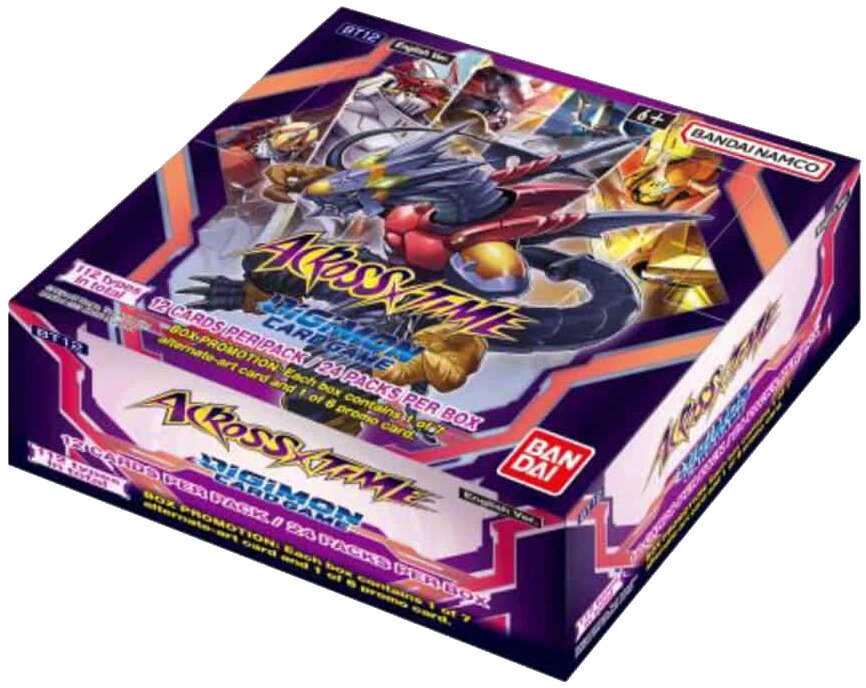 BT12
English Ver.
6+
BANDAI NAMCO
ACROSS TIME
DIGIMON
CARD GAME
112 types
in total
12 CARDS PER PACK / 24 PACKS PER BOX
BOX-PROMOTION: Each box contains 1 of 7
alternate-art card and 1 of 6 promo card.
BAN
DAI
BT12
ACROSS TIME
DIGIMON
CARD GAME
English Ver.
112 types
in total
12 CARDS PER PACK / 24 PACKS PER BOX
BOX PROMOTION: Each box contains 1 of 7
alternate-art card and 1 of 6 promo card.
ACROSS TIME
DIGIMON